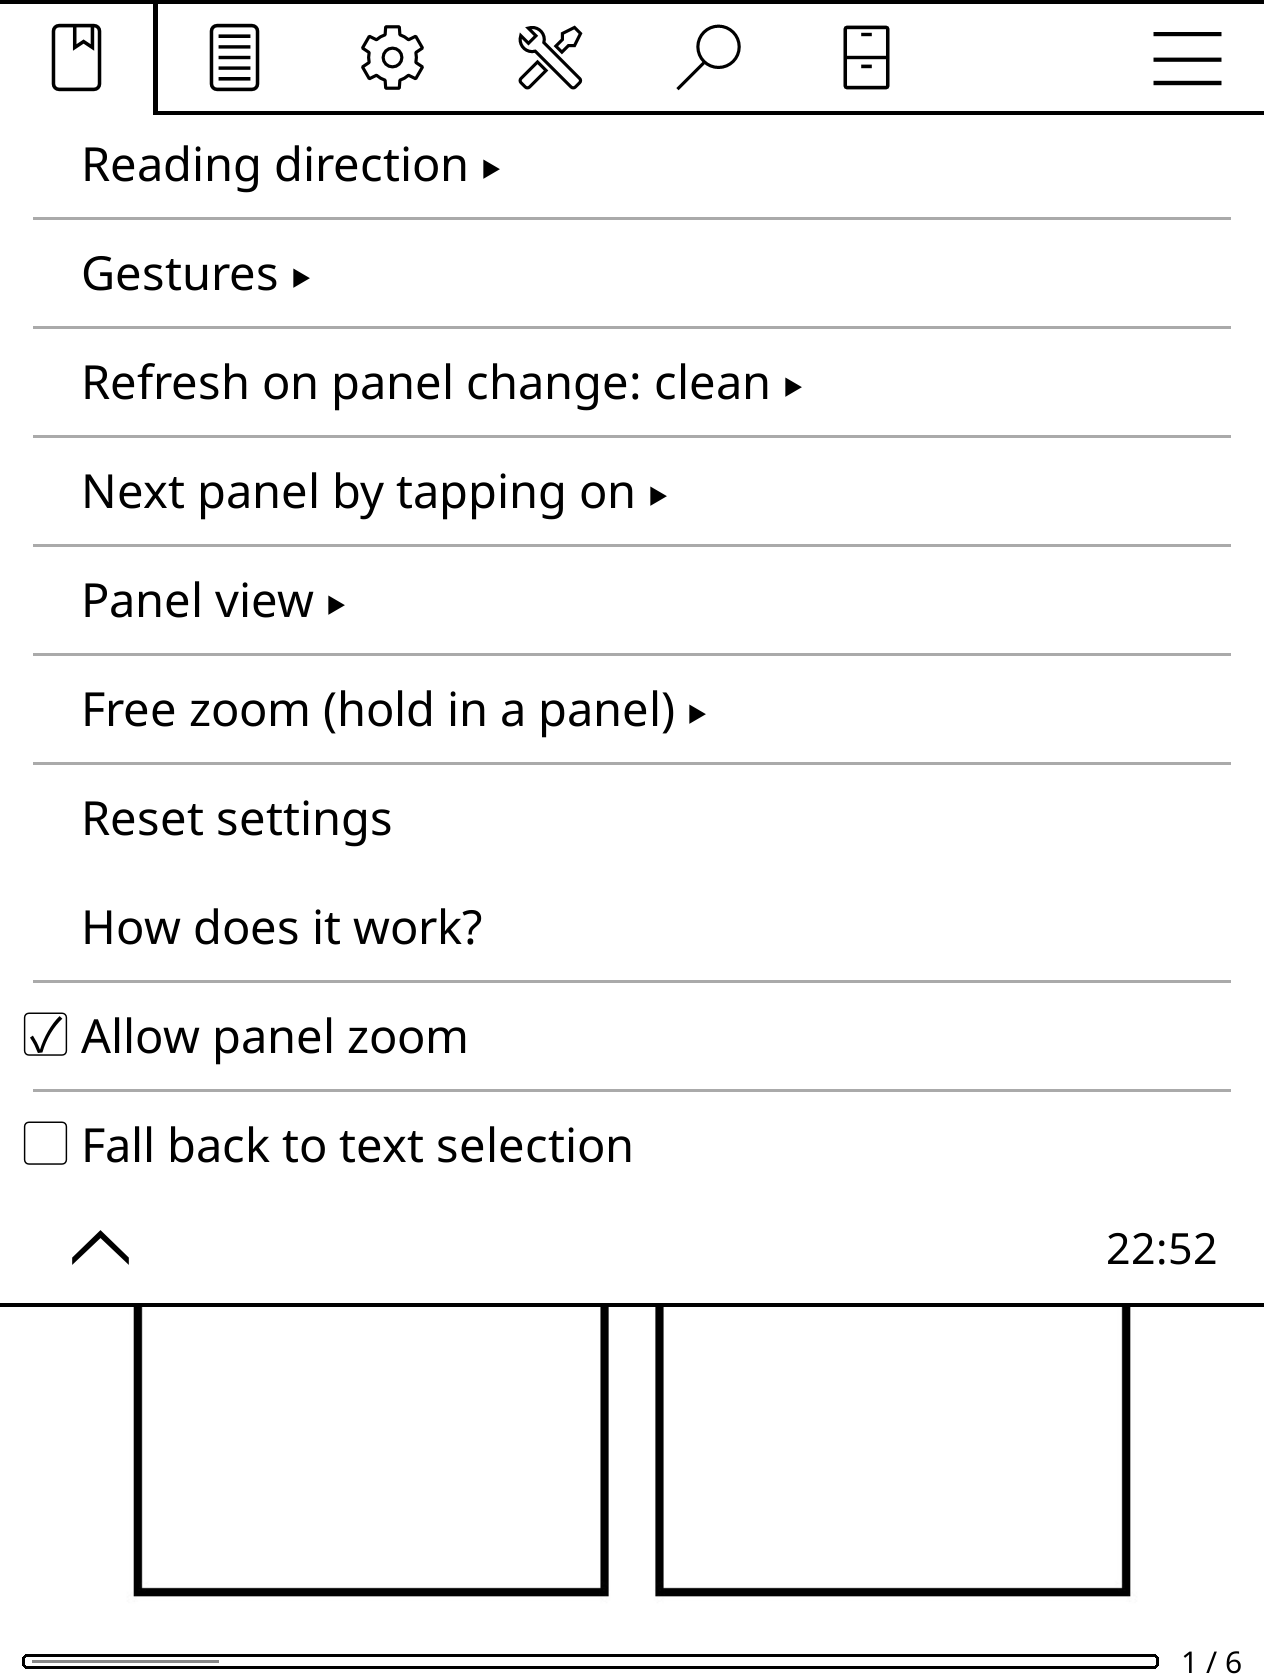 Reading direction ▸
Gestures ▸
Refresh on panel change: clean ▸
Next panel by tapping on ▸
Panel view ▸
Free zoom (hold in a panel) ▸
Reset settings
How does it work?
Allow panel zoom
Fall back to text selection
22:52
1 / 6